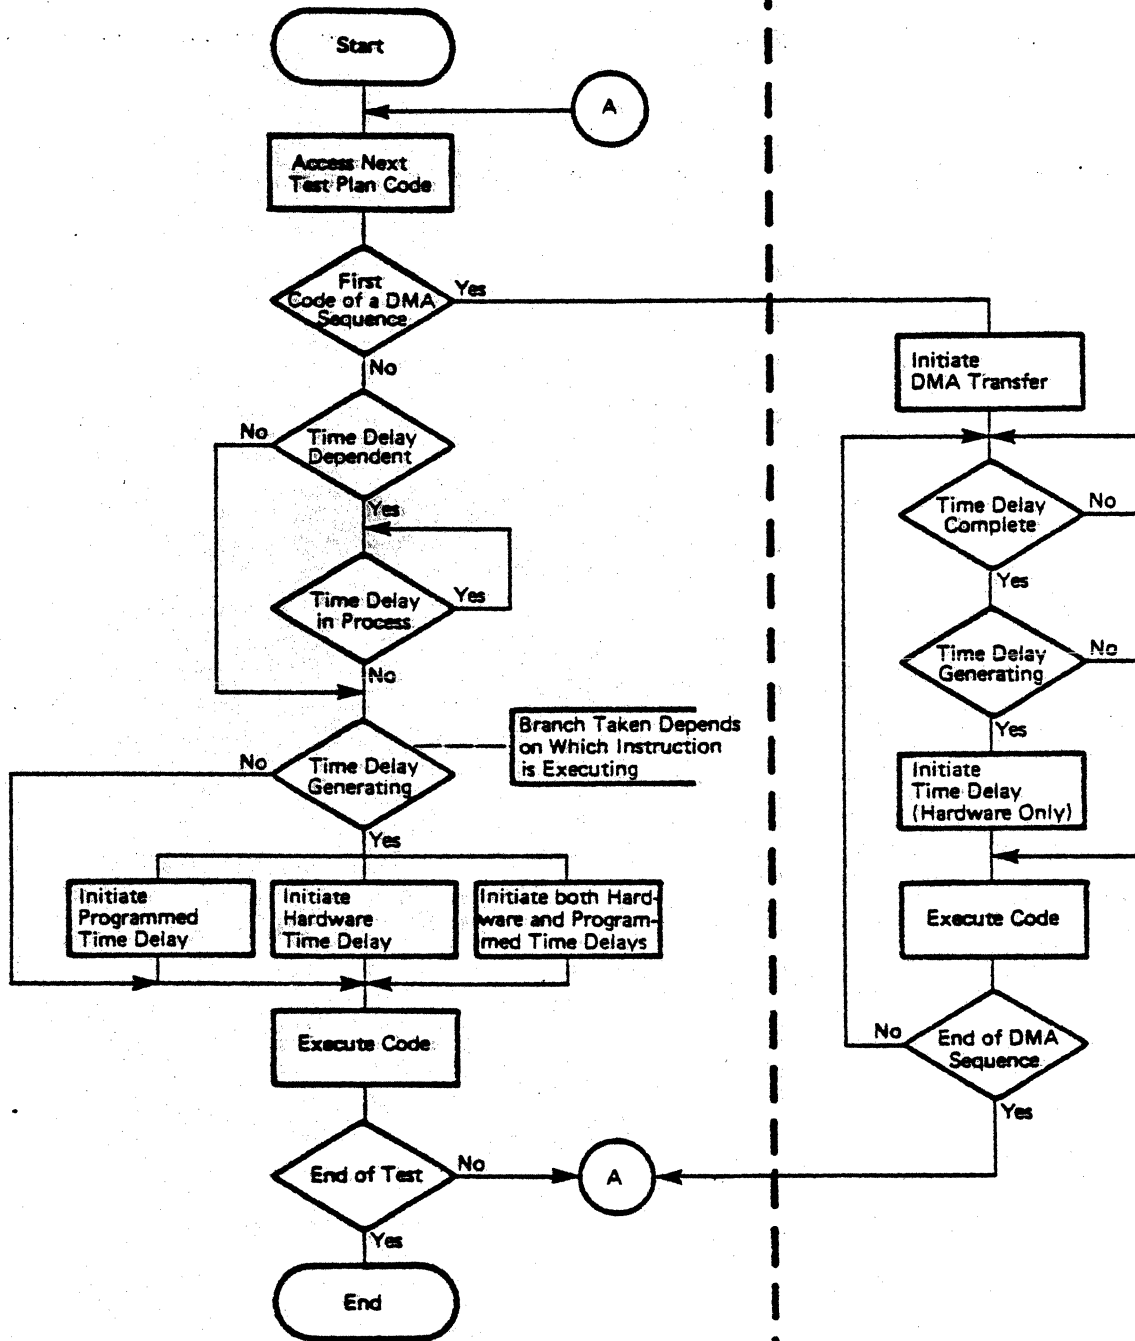 Start
A
Access Next
Test Plan Code
First
Code of a DMA
Sequence
Yes
No
Time Delay
Dependent
No
Yes
Time Delay
in Process
Yes
No
Time Delay
Generating
No
Branch Taken Depends
on Which Instruction
is Executing
Yes
Initiate
Programmed
Time Delay
Initiate
Hardware
Time Delay
Initiate both Hard-
ware and Program-
med Time Delays
Execute Code
End of Test
No
A
Yes
End
Initiate
DMA Transfer
Time Delay
Complete
No
Yes
Time Delay
Generating
No
Yes
Initiate
Time Delay
(Hardware Only)
Execute Code
End of DMA
Sequence
No
Yes